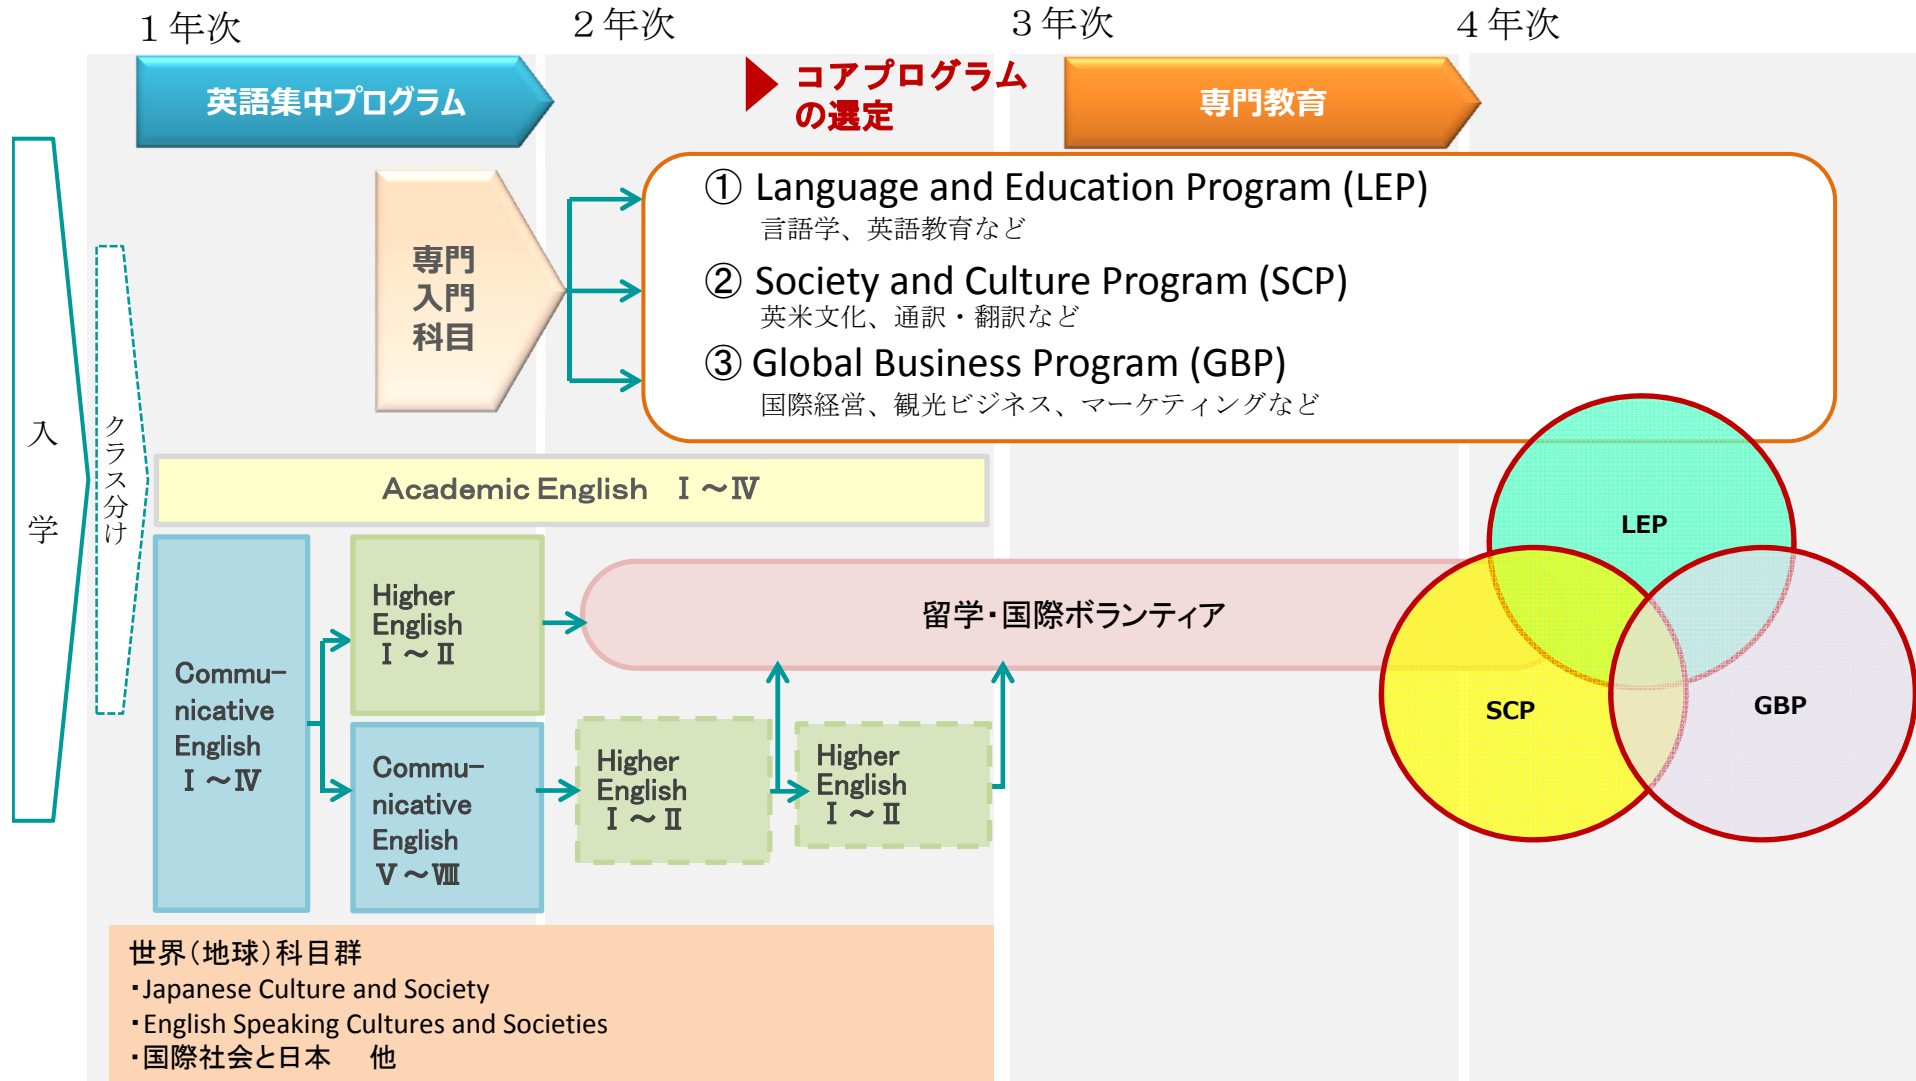 １年次
２年次
３年次
４年次
英語集中プログラム
コアプログラム
の選定
専門教育
入
学
クラス分け
専門
入門
科目
① Language and Education Program (LEP)
言語学、英語教育など
② Society and Culture Program (SCP)
英米文化、通訳・翻訳など
③ Global Business Program (GBP)
国際経営、観光ビジネス、マーケティングなど
Academic English　Ⅰ～Ⅳ
Commu-
nicative
English
Ⅰ～Ⅳ
Higher
English
Ⅰ～Ⅱ
Commu-
nicative
English
Ⅴ～Ⅷ
Higher
English
Ⅰ～Ⅱ
Higher
English
Ⅰ～Ⅱ
留学・国際ボランティア
LEP
SCP
GBP
世界（地球）科目群
・Japanese Culture and Society
・English Speaking Cultures and Societies
・国際社会と日本　他